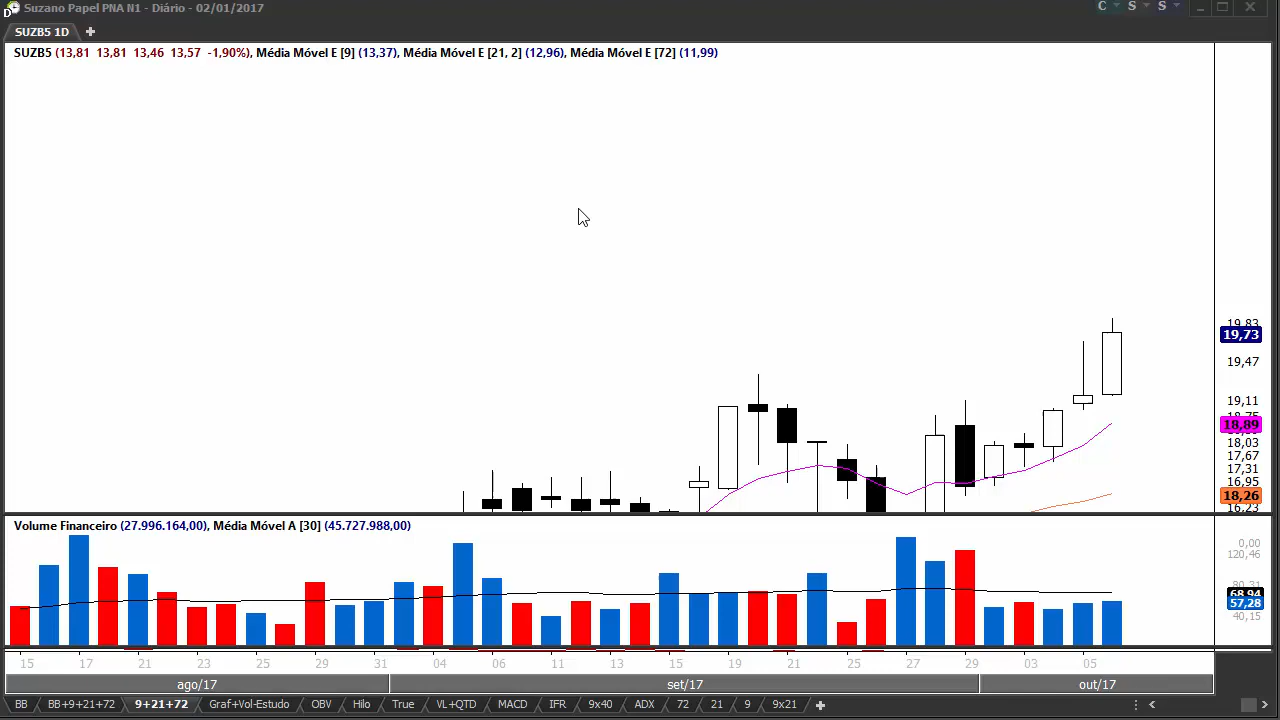 Suzano Papel PNA N1 - Diário - 02/01/2017
C S S
SUZB5 1D
SUZB5 (13,81 13,81 13,46 13,57 -1,90%), Média Móvel E [9] (13,37), Média Móvel E [21, 2] (12,96), Média Móvel E [72] (11,99)
19,83
19,73
19,47
19,11
18,75
18,89
18,03
17,67
17,31
16,95
18,26
16,23
Volume Financeiro (27.996.164,00), Média Móvel A [30] (45.727.988,00)
0,00
120,46
80,31
68,94
57,28
40,15
15 17 21 23 25 29 31 04 06 11 13 15 19 21 25 27 29 03 05
ago/17 set/17 out/17
BB BB+9+21+72 9+21+72 Graf+Vol-Estudo OBV Hilo True VL+QTD MACD IFR 9x40 ADX 72 21 9 9x21